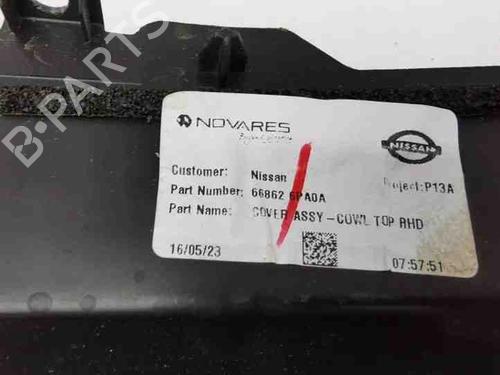 B-PARTS
NOVARES
NISSAN
Customer: Nissan
Project:P13A
Part Number: 66862 6PA0A
Part Name: COVER ASSY-COWL TOP RHD
16/05/23
07:57:51